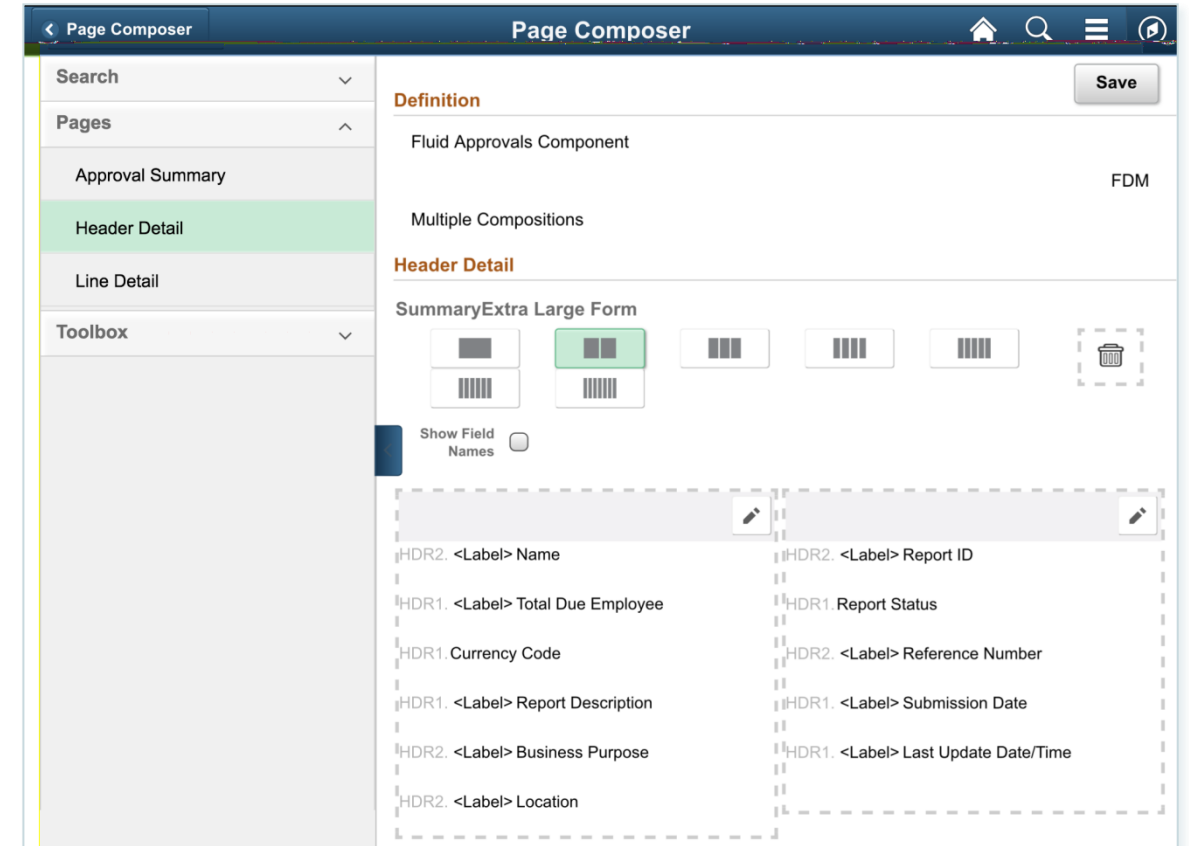 Page Composer
Page Composer
Search
Pages
Approval Summary
Header Detail
Line Detail
Toolbox
Save
Definition
Fluid Approvals Component
FDM
Multiple Compositions
Header Detail
SummaryExtra Large Form
Show Field
Names
HDR2. <Label> Name
HDR1. <Label> Total Due Employee
HDR1. Currency Code
HDR1. <Label> Report Description
HDR2. <Label> Business Purpose
HDR2. <Label> Location
HDR2. <Label> Report ID
HDR1. Report Status
HDR2. <Label> Reference Number
HDR1. <Label> Submission Date
HDR1. <Label> Last Update Date/Time